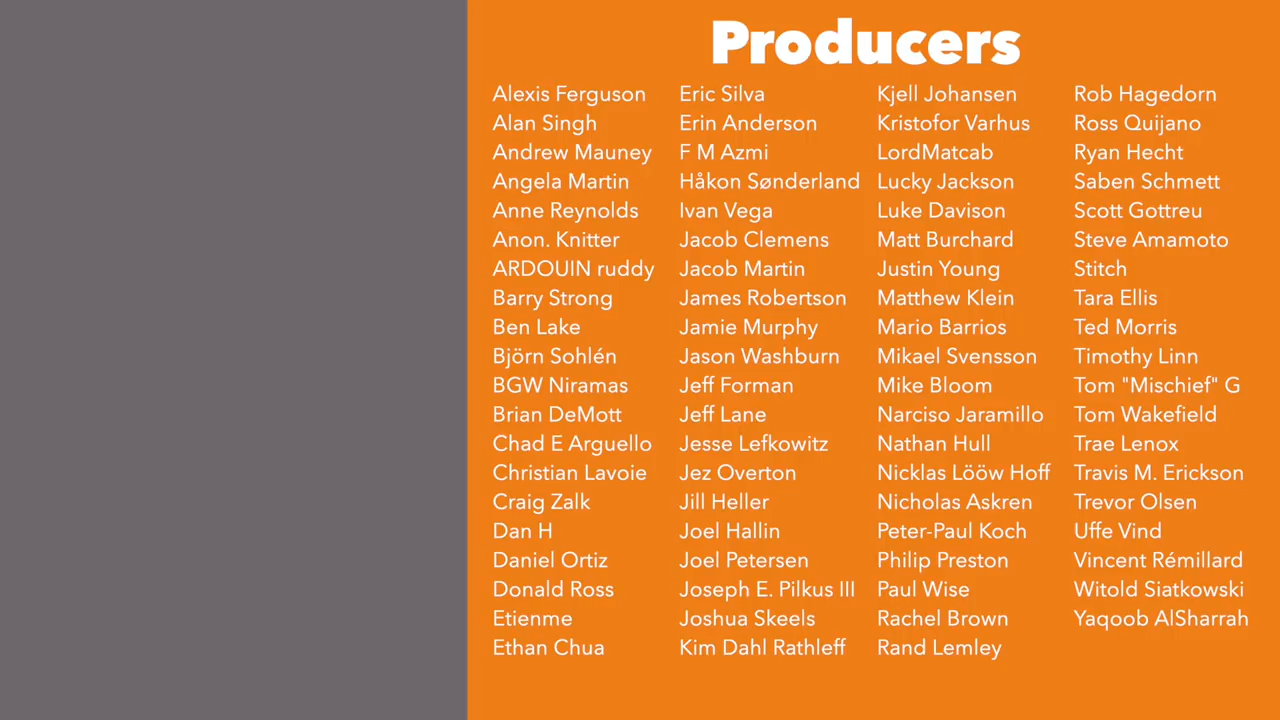 Producers
Alexis Ferguson
Alan Singh
Andrew Mauney
Angela Martin
Anne Reynolds
Anon. Knitter
ARDOUIN ruddy
Barry Strong
Ben Lake
Björn Sohlén
BGW Niramas
Brian DeMott
Chad E Arguello
Christian Lavoie
Craig Zalk
Dan H
Daniel Ortiz
Donald Ross
Etienme
Ethan Chua
Eric Silva
Erin Anderson
F M Azmi
Håkon Sønderland
Ivan Vega
Jacob Clemens
Jacob Martin
James Robertson
Jamie Murphy
Jason Washburn
Jeff Forman
Jeff Lane
Jesse Lefkowitz
Jez Overton
Jill Heller
Joel Hallin
Joel Petersen
Joseph E. Pilkus III
Joshua Skeels
Kim Dahl Rathleff
Kjell Johansen
Kristofor Varhus
LordMatcab
Lucky Jackson
Luke Davison
Matt Burchard
Justin Young
Matthew Klein
Mario Barrios
Mikael Svensson
Mike Bloom
Narciso Jaramillo
Nathan Hull
Nicklas Lööw Hoff
Nicholas Askren
Peter-Paul Koch
Philip Preston
Paul Wise
Rachel Brown
Rand Lemley
Rob Hagedorn
Ross Quijano
Ryan Hecht
Saben Schmett
Scott Gottreu
Steve Amamoto
Stitch
Tara Ellis
Ted Morris
Timothy Linn
Tom "Mischief" G
Tom Wakefield
Trae Lenox
Travis M. Erickson
Trevor Olsen
Uffe Vind
Vincent Rémillard
Witold Siatkowski
Yaqoob AlSharrah